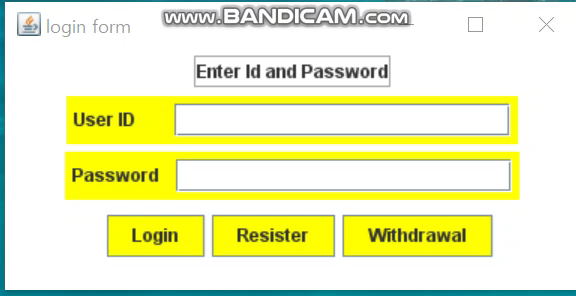 login form
www.BANDICAM.com
Enter Id and Password
User ID
Password
Login Resister Withdrawal